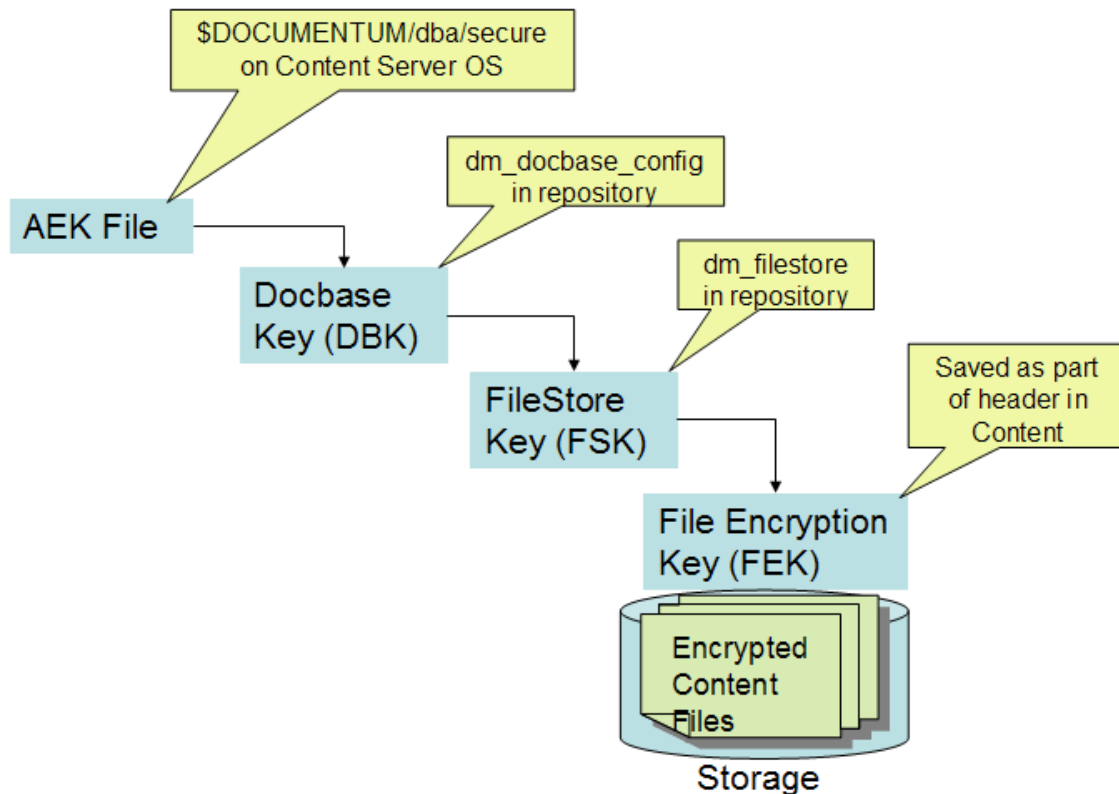 $DOCUMENTUM/dba/secure
on Content Server OS
dm_docbase_config
in repository
AEK File
dm_filestore
in repository
Docbase
Key (DBK)
Saved as part
of header in
Content
FileStore
Key (FSK)
File Encryption
Key (FEK)
Encrypted
Content
Files
Storage